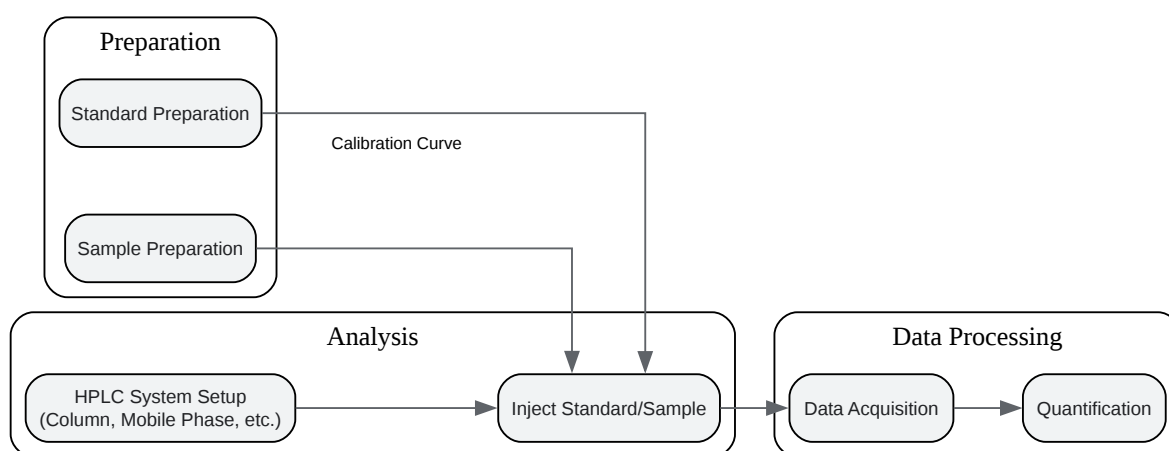 Preparation
Standard Preparation
Calibration Curve
Sample Preparation
Analysis
HPLC System Setup
(Column, Mobile Phase, etc.)
Inject Standard/Sample
Data Processing
Data Acquisition
Quantification